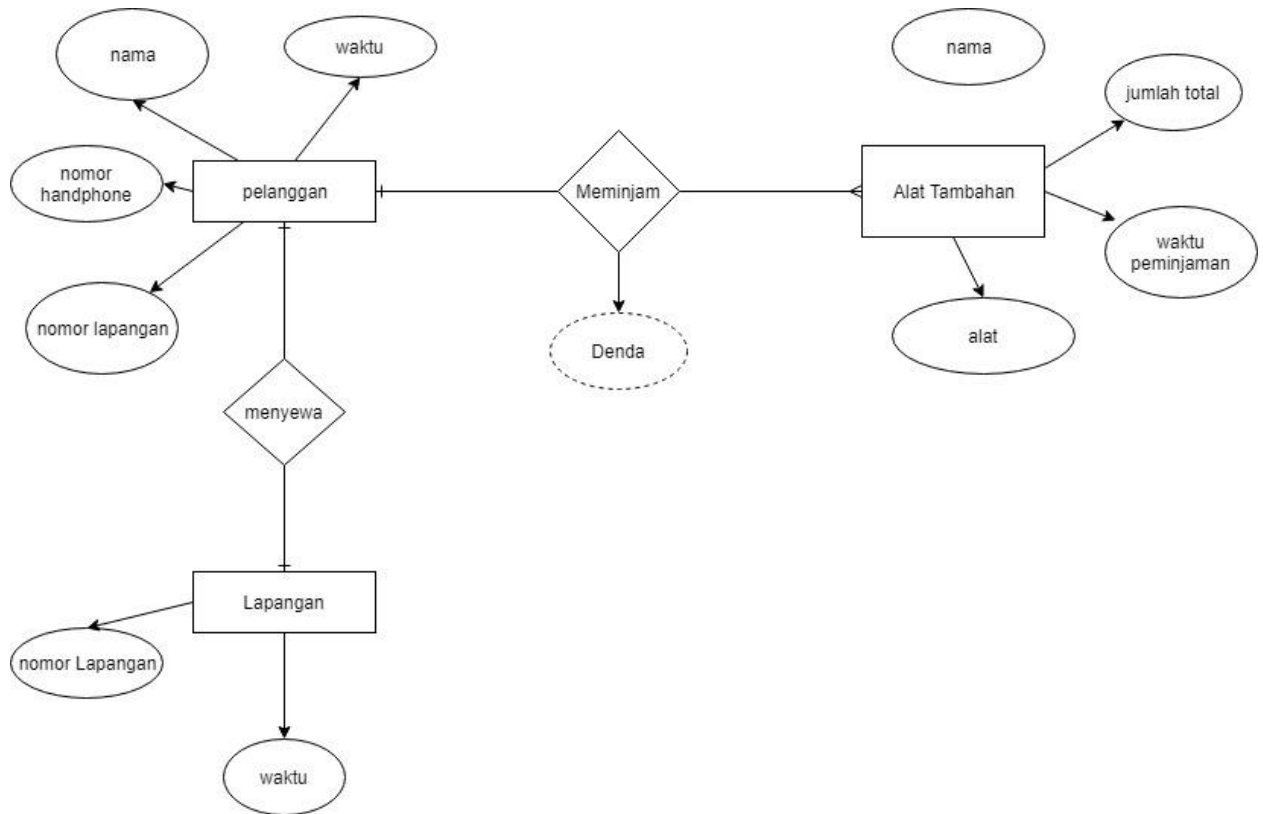 nama
waktu
nama
jumlah total
nomor
handphone
pelanggan
Meminjam
Alat Tambahan
waktu
peminjaman
nomor lapangan
Denda
alat
menyewa
Lapangan
nomor Lapangan
waktu